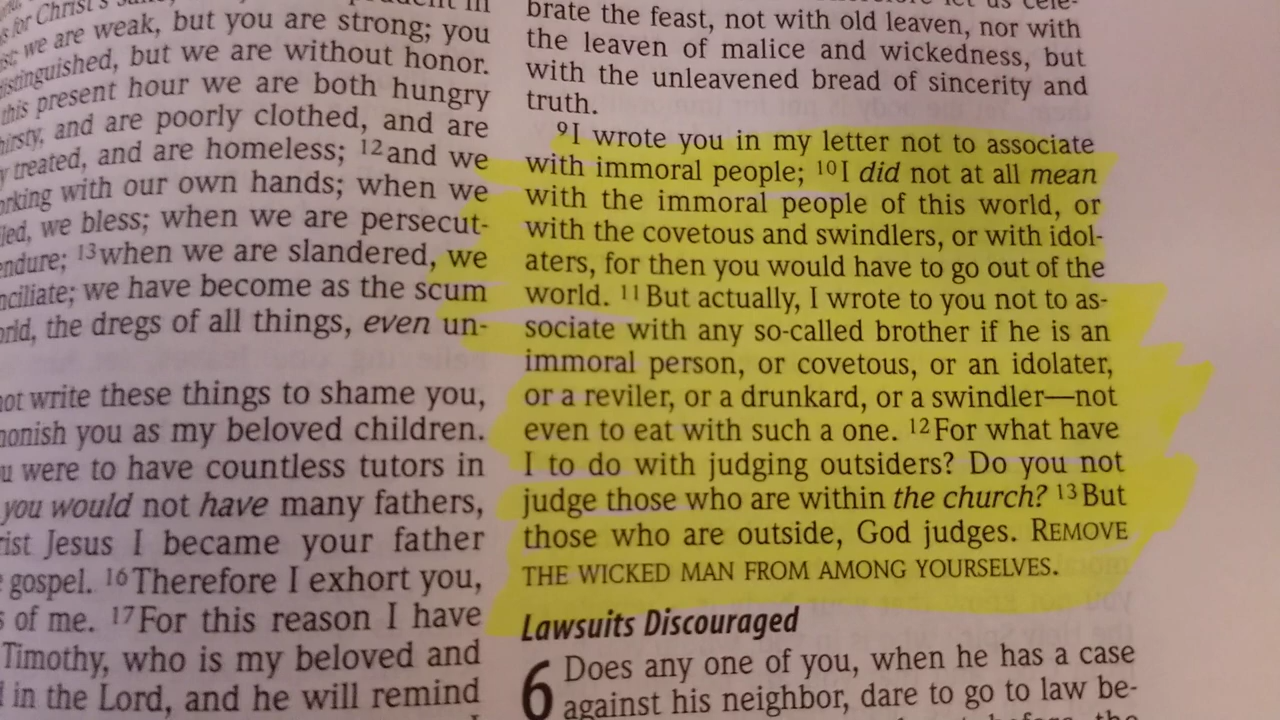 for Christ's
we are weak, but you are strong; you
distinguished, but we are without honor.
this present hour we are both hungry
and are poorly clothed, and are
treated, and are homeless; 12and we
with our own hands; when we
we bless; when we are persecut-
endure; 13when we are slandered, we
we have become as the scum
the dregs of all things, even un-
not write these things to shame you,
you as my beloved children.
were to have countless tutors in
you would not have many fathers,
Jesus I became your father
gospel. 16Therefore I exhort you,
of me. 17For this reason I have
Timothy, who is my beloved and
in the Lord, and he will remind
brate the feast, not with old leaven, nor with
the leaven of malice and wickedness, but
with the unleavened bread of sincerity and
truth.
9I wrote you in my letter not to associate
with immoral people; 10I did not at all mean
with the immoral people of this world, or
with the covetous and swindlers, or with idol-
aters, for then you would have to go out of the
world. 11But actually, I wrote to you not to as-
sociate with any so-called brother if he is an
immoral person, or covetous, or an idolater,
or a reviler, or a drunkard, or a swindler—not
even to eat with such a one. 12For what have
I to do with judging outsiders? Do you not
judge those who are within the church? 13But
those who are outside, God judges. REMOVE
THE WICKED MAN FROM AMONG YOURSELVES.
Lawsuits Discouraged
6 Does any one of you, when he has a case
against his neighbor, dare to go to law be-